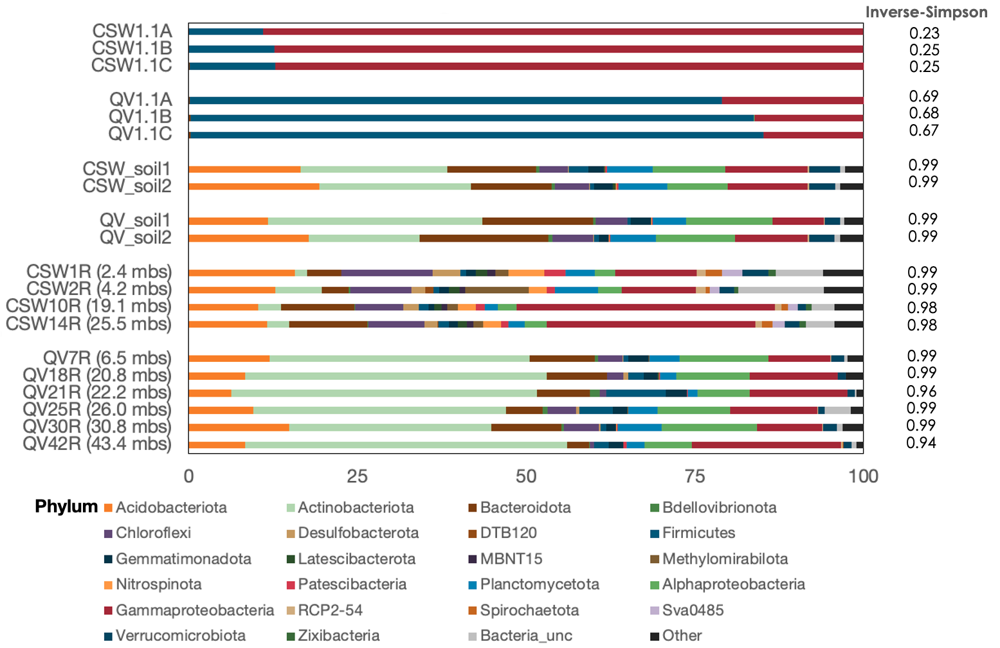 Inverse-Simpson
CSW1.1A 0.23
CSW1.1B 0.25
CSW1.1C 0.25
QV1.1A 0.69
QV1.1B 0.68
QV1.1C 0.67
CSW_soil1 0.99
CSW_soil2 0.99
QV_soil1 0.99
QV_soil2 0.99
CSW1R (2.4 mbs) 0.99
CSW2R (4.2 mbs) 0.99
CSW10R (19.1 mbs) 0.98
CSW14R (25.5 mbs) 0.98
QV7R (6.5 mbs) 0.99
QV18R (20.8 mbs) 0.99
QV21R (22.2 mbs) 0.96
QV25R (26.0 mbs) 0.99
QV30R (30.8 mbs) 0.99
QV42R (43.4 mbs) 0.94
0 25 50 75 100
Phylum Acidobacteriota Actinobacteriota Bacteroidota Bdellovibrionota
Chloroflexi Desulfobacterota DTB120 Firmicutes
Gemmatimonadota Latescibacterota MBNT15 Methylomirabilota
Nitrospinota Patescibacteria Planctomycetota Alphaproteobacteria
Gammaproteobacteria RCP2-54 Spirochaetota Sva0485
Verrucomicrobiota Zixibacteria Bacteria_unc Other